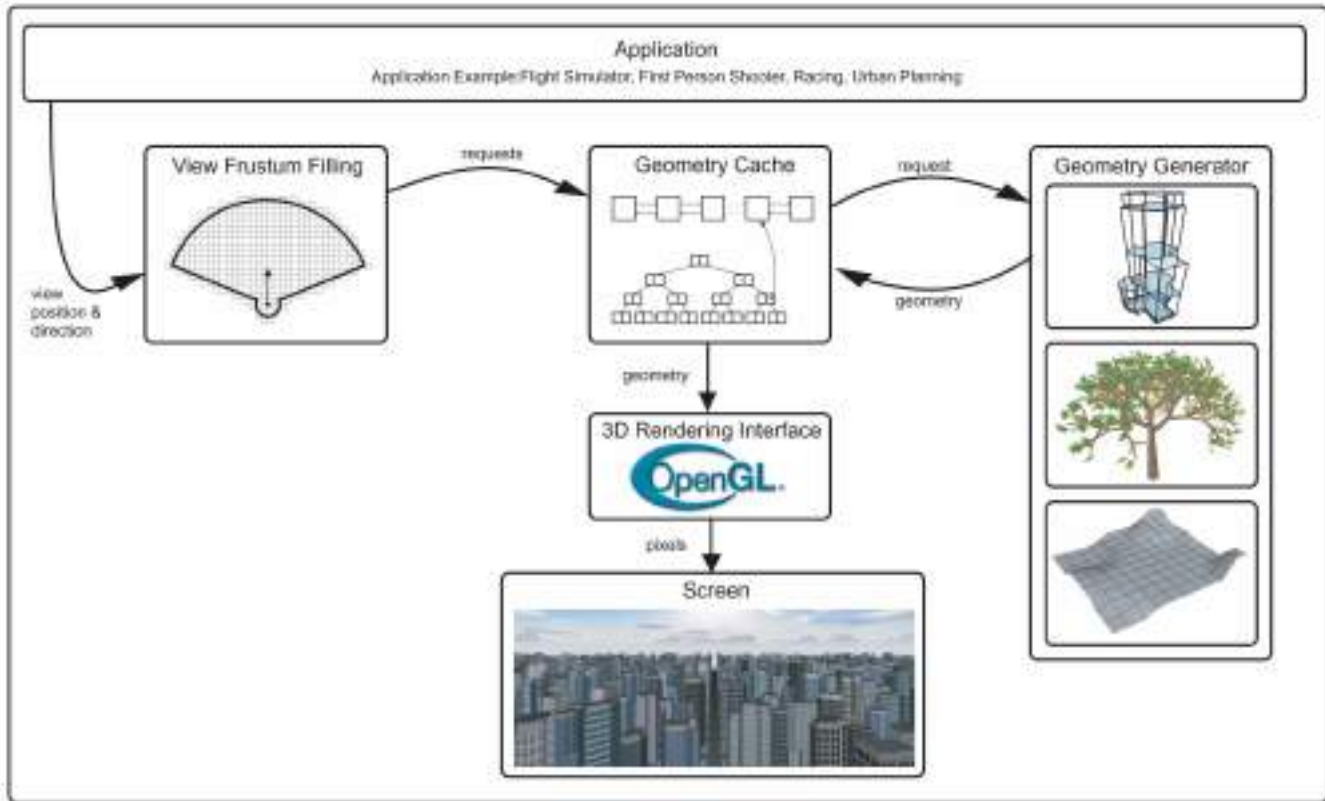 Application
Application Example:Flight Simulator, First Person Shooter, Racing, Urban Planning
View Frustum Filling
requests
Geometry Cache
request
Geometry Generator
view
position &
direction
geometry
geometry
3D Rendering Interface
OpenGL
pixels
Screen